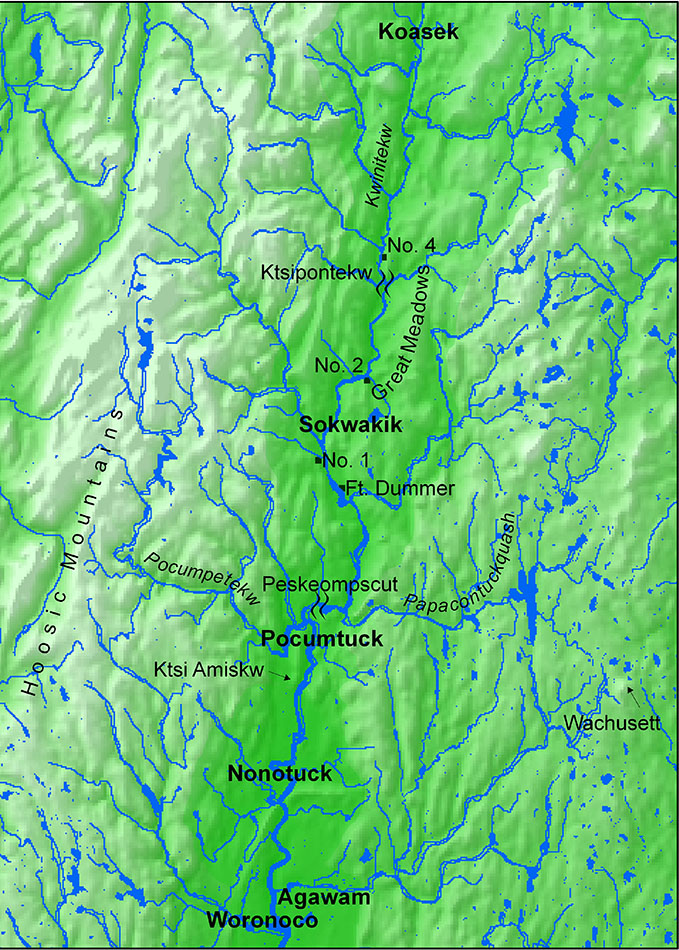 Koasek
Kwinitekw
No. 4
Ktsipontekw
Great Meadows
No. 2
Sokwakik
No. 1
Ft. Dummer
Hoosic Mountains
Pocumpetekw
Peskeompscut
Papacontuckquash
Pocumtuck
Ktsi Amiskw
Wachusett
Nonotuck
Agawam
Woronoco